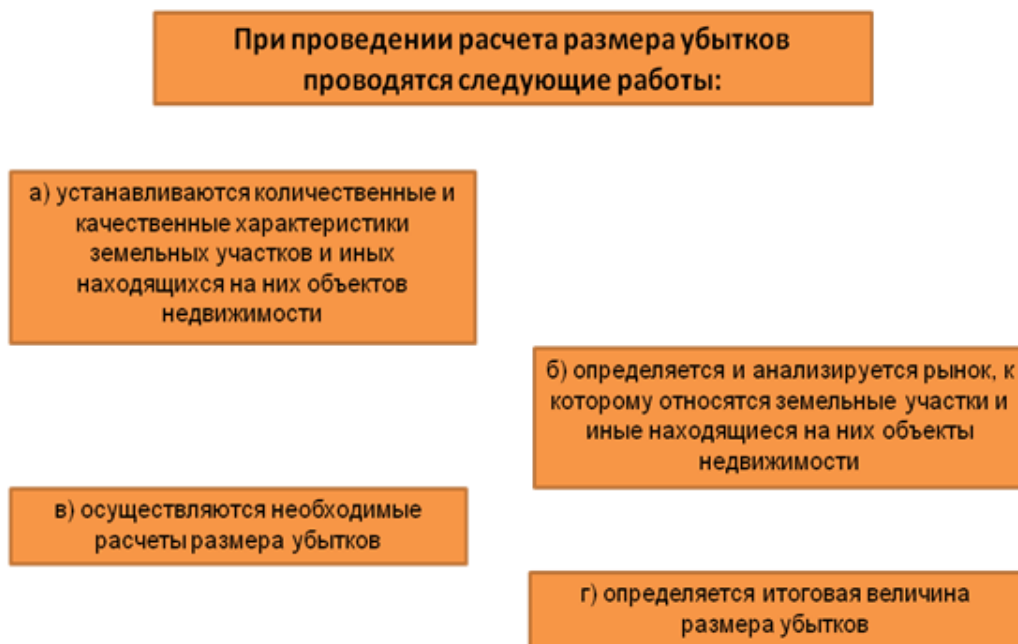 При проведении расчета размера убытков
проводятся следующие работы:
а) устанавливаются количественные и
качественные характеристики
земельных участков и иных
находящихся на них объектов
недвижимости
б) определяется и анализируется рынок, к
которому относятся земельные участки и
иные находящиеся на них объекты
недвижимости
в) осуществляются необходимые
расчеты размера убытков
г) определяется итоговая величина
размера убытков